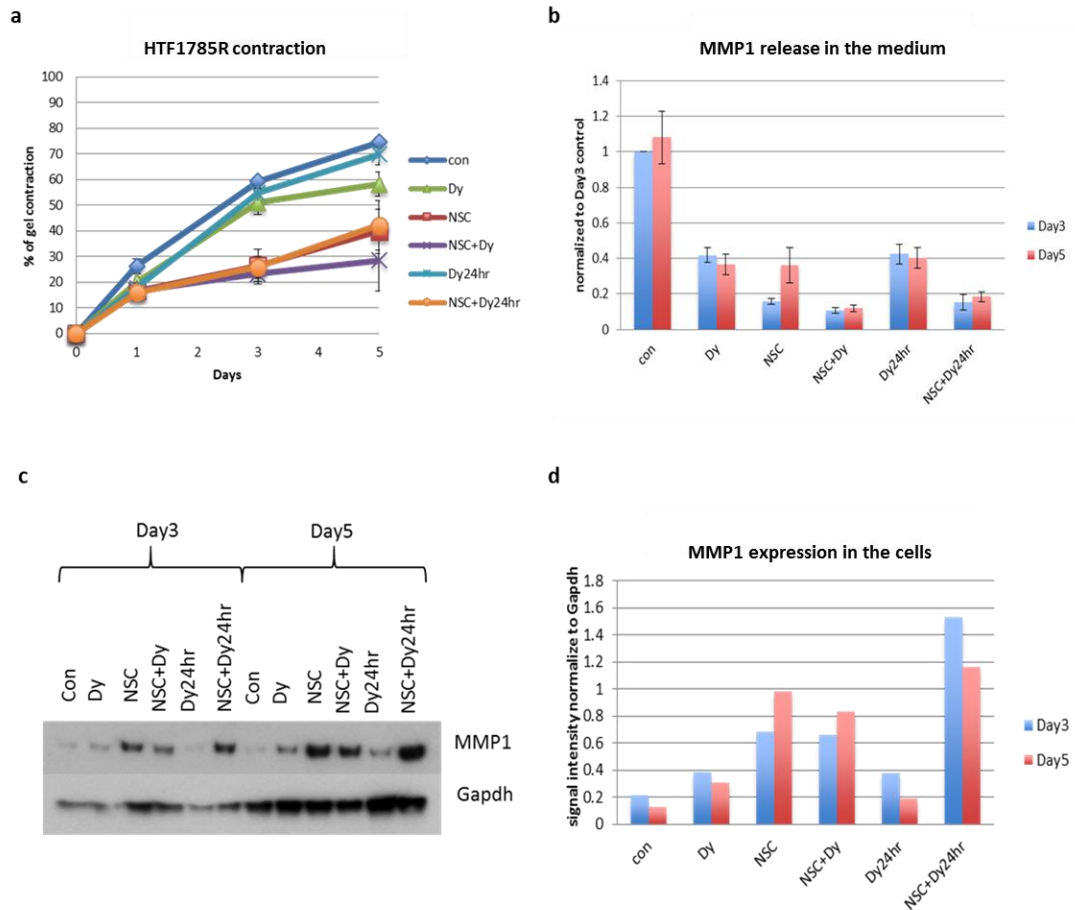 a
HTF1785R contraction
% of gel contraction
100
90
80
70
60
50
40
30
20
10
0
0 1 2 3 4 5
Days
con
Dy
NSC
NSC+Dy
Dy24hr
NSC+Dy24hr
b
MMP1 release in the medium
normalized to Day3 control
1.4
1.2
1
0.8
0.6
0.4
0.2
0
con Dy NSC NSC+Dy Dy24hr NSC+Dy24hr
Day3
Day5
c
Day3 Day5
Con Dy NSC NSC+Dy Dy24hr NSC+Dy24hr Con Dy NSC NSC+Dy Dy24hr NSC+Dy24hr
MMP1
Gapdh
d
MMP1 expression in the cells
signal intensity normalize to Gapdh
1.8
1.6
1.4
1.2
1
0.8
0.6
0.4
0.2
0
con Dy NSC NSC+Dy Dy24hr NSC+Dy24hr
Day3
Day5